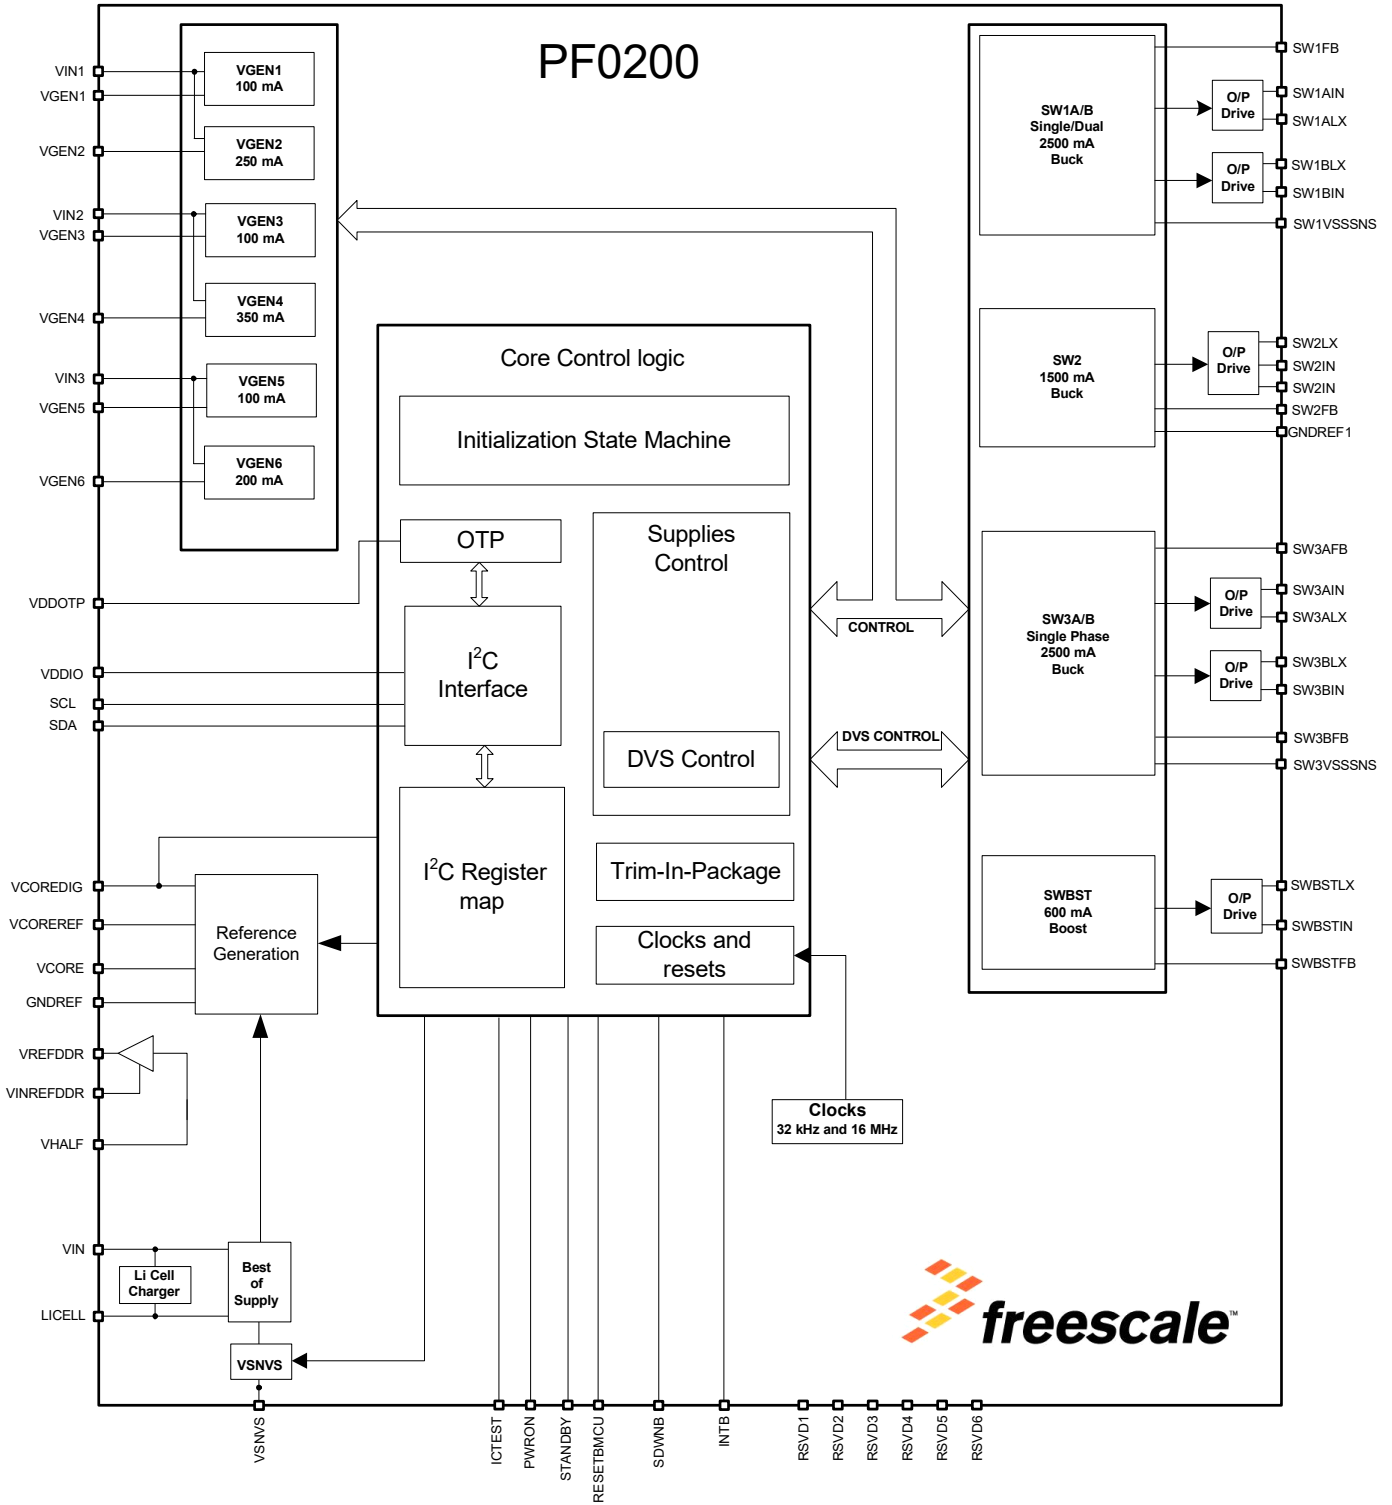 PF0200
VIN1
VGEN1
VGEN2
VIN2
VGEN3
VGEN4
VIN3
VGEN5
VGEN6
VDDOTP
VDDIO
SCL
SDA
VCOREDIG
VCOREREF
VCORE
GNDREF
VREFDDR
VINREFDDR
VHALF
VIN
LICELL
VGEN1
100 mA
VGEN2
250 mA
VGEN3
100 mA
VGEN4
350 mA
VGEN5
100 mA
VGEN6
200 mA
Core Control logic
Initialization State Machine
OTP
I2C
Interface
I2C Register
map
Supplies
Control
DVS Control
Trim-In-Package
Clocks and
resets
CONTROL
DVS CONTROL
Reference
Generation
Clocks
32 kHz and 16 MHz
Li Cell
Charger
Best
of
Supply
VSNVS
SW1A/B
Single/Dual
2500 mA
Buck
O/P
Drive
O/P
Drive
SW2
1500 mA
Buck
O/P
Drive
SW3A/B
Single Phase
2500 mA
Buck
O/P
Drive
O/P
Drive
SWBST
600 mA
Boost
O/P
Drive
SW1FB
SW1AIN
SW1ALX
SW1BLX
SW1BIN
SW1VSSSNS
SW2LX
SW2IN
SW2IN
SW2FB
GNDREF1
SW3AFB
SW3AIN
SW3ALX
SW3BLX
SW3BIN
SW3BFB
SW3VSSSNS
SWBSTLX
SWBSTIN
SWBSTFB
freescale™
VSNVS
ICTEST
PWRON
STANDBY
RESETBMCU
SDWNB
INTB
RSVD1
RSVD2
RSVD3
RSVD4
RSVD5
RSVD6